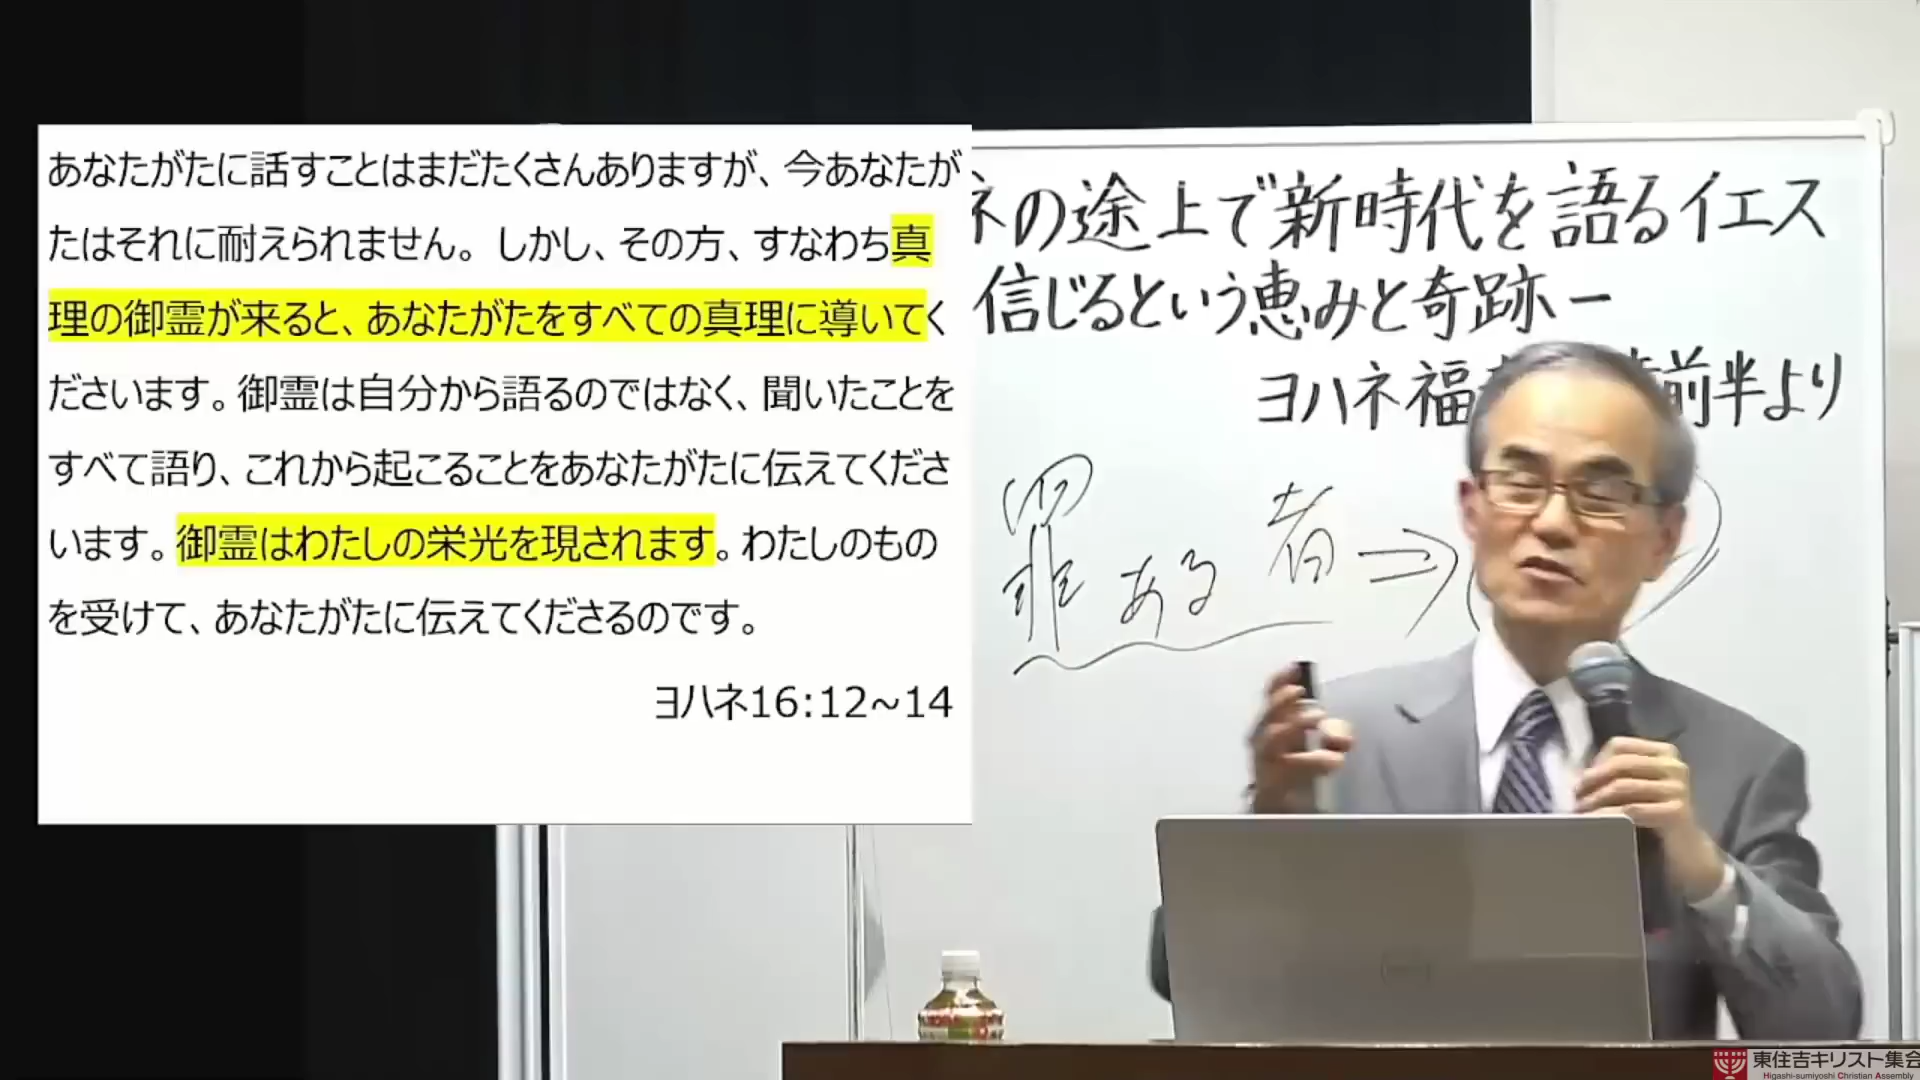 あなたがたに話すことはまだたくさんありますが、今あなたが
たはそれに耐えられません。しかし、その方、すなわち真
理の御霊が来ると、あなたがたをすべての真理に導いてく
ださいます。御霊は自分から語るのではなく、聞いたことを
すべて語り、これから起こることをあなたがたに伝えてくださ
います。御霊はわたしの栄光を現されます。わたしのもの
を受けて、あなたがたに伝えてくださるのです。
ヨハネ16:12~14
ネの途上で新時代を語るイエス
信じるという恵みと奇跡ー
ヨハネ福 前半より
罪ある者⇒(
東住吉キリスト集会
Higashi-sumiyoshi Christian Assembly